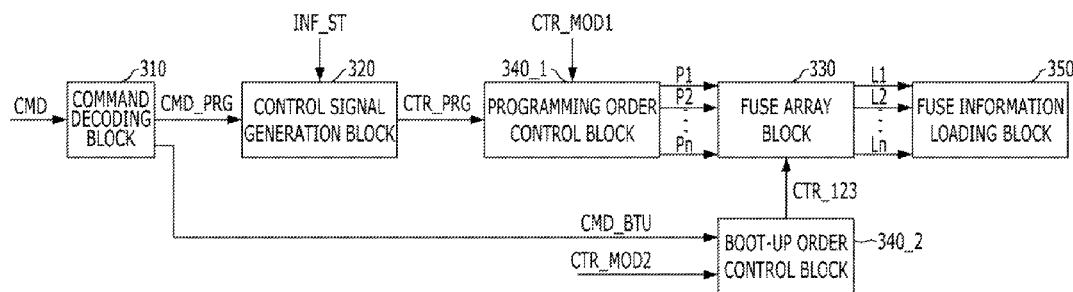 INF_ST
CTR_MOD1
310
320
340_1
330
350
CMD
COMMAND
DECODING
BLOCK
CMD_PRG
CONTROL SIGNAL
GENERATION BLOCK
CTR_PRG
PROGRAMMING ORDER
CONTROL BLOCK
P1
P2
Pn
FUSE ARRAY
BLOCK
L1
L2
Ln
FUSE INFORMATION
LOADING BLOCK
CTR_123
CMD_BTU
CTR_MOD2
BOOT-UP ORDER
CONTROL BLOCK
340_2